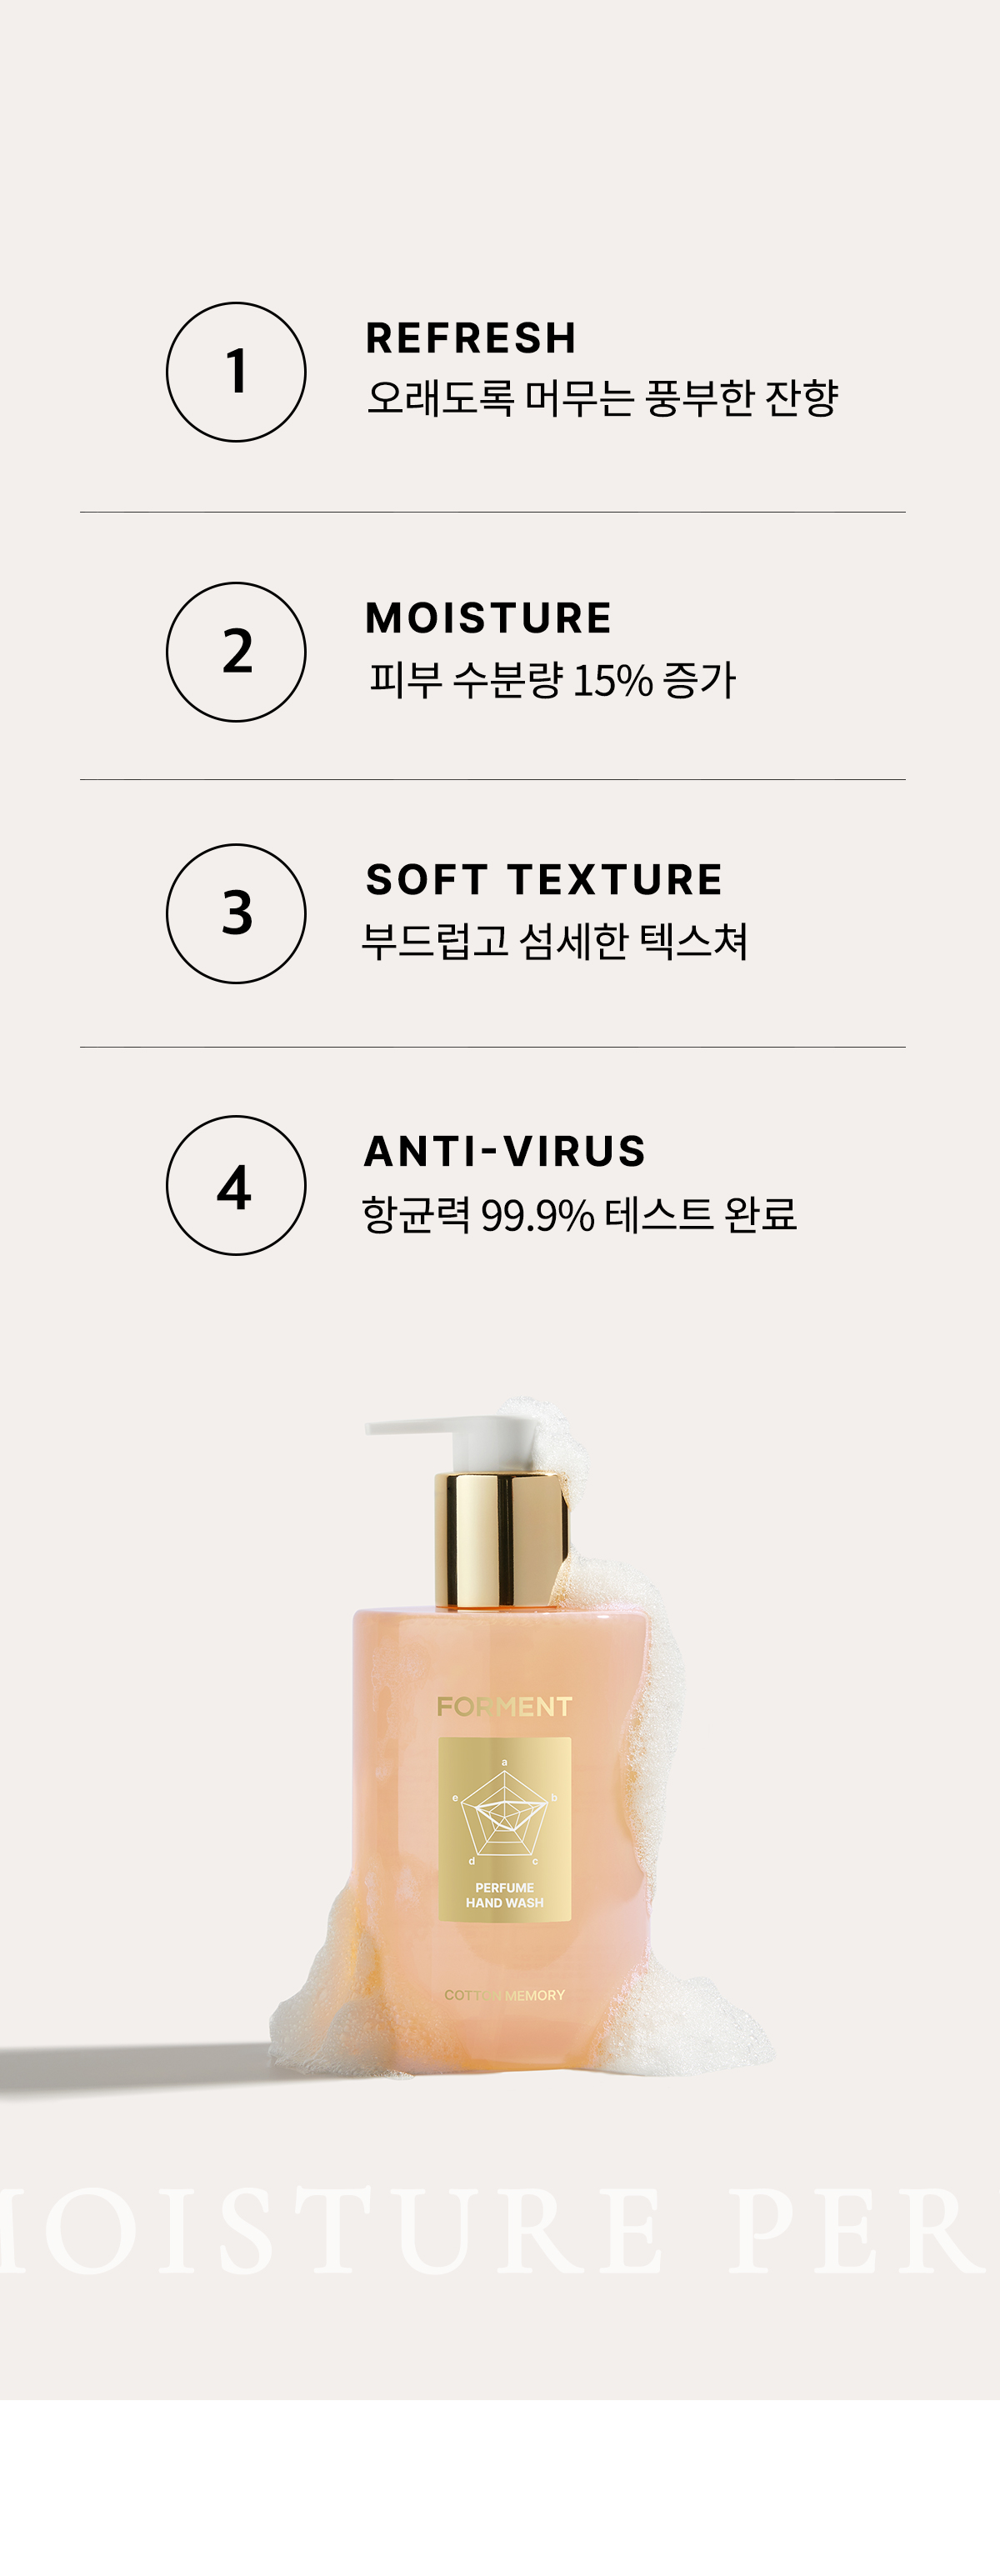 1
REFRESH
오래도록 머무는 풍부한 잔향
2
MOISTURE
피부 수분량 15% 증가
3
SOFT TEXTURE
부드럽고 섬세한 텍스쳐
4
ANTI-VIRUS
항균력 99.9% 테스트 완료
FORMENT
a
e b
d c
PERFUME
HAND WASH
COTTON MEMORY
MOISTURE PER